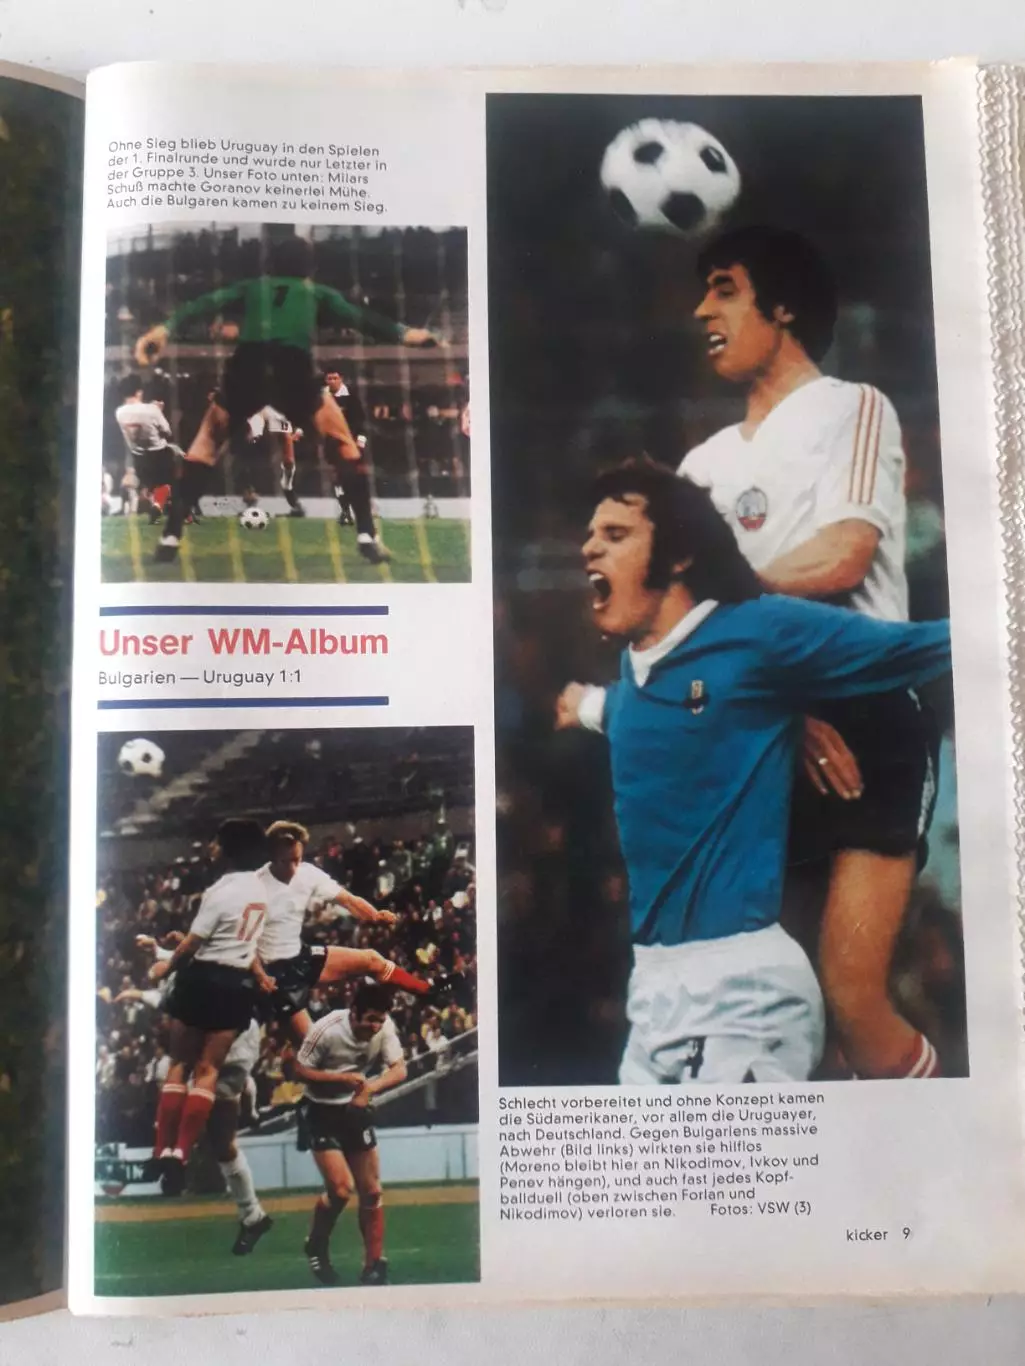 Ohne Sieg blieb Uruguay in den Spielen
der 1. Finalrunde und wurde nur Letzter in
der Gruppe 3. Unser Foto unten: Milars
Schuß machte Goranov keinerlei Mühe.
Auch die Bulgaren kamen zu keinem Sieg.
1
Unser WM-Album
Bulgarien — Uruguay 1:1
17
Schlecht vorbereitet und ohne Konzept kamen
die Südamerikaner, vor allem die Uruguayer,
nach Deutschland. Gegen Bulgariens massive
Abwehr (Bild links) wirkten sie hilflos
(Moreno bleibt hier an Nikodimov, Ivkov und
Penev hängen), und auch fast jedes Kopf-
ballduell (oben zwischen Forlan und
Nikodimov) verloren sie. Fotos: VSW (3)
kicker 9